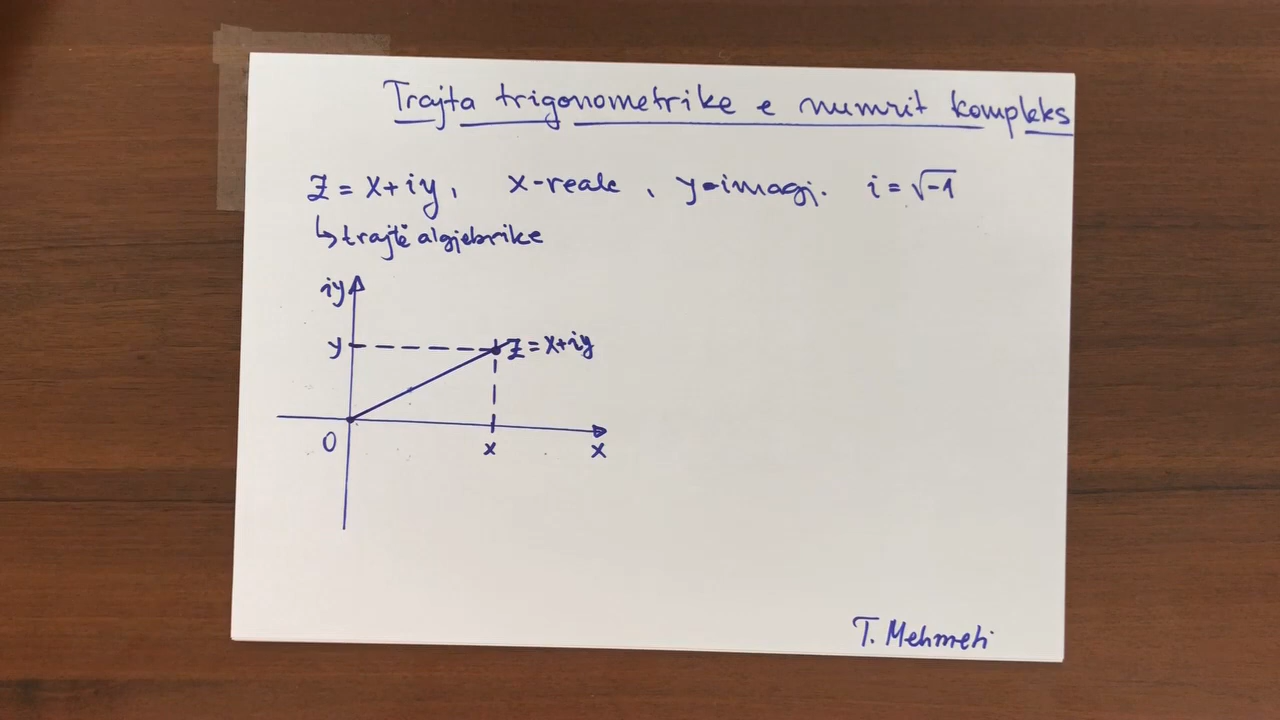 Trajta trigonometrike e numrit kompleks
z = x+iy, x-reale, y-imagj. i = √-1
↳ trajtë algjebrike
iy
y
z = x+iy
0
x
x
T. Mehmeti